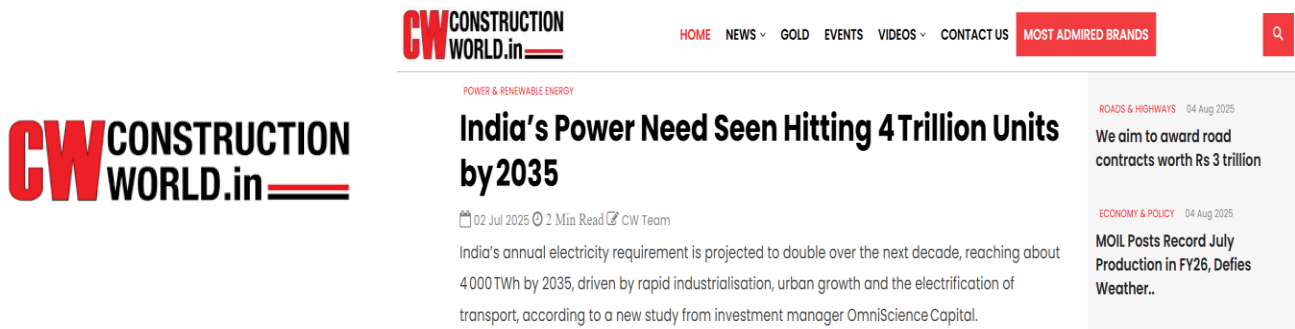 CW CONSTRUCTION
WORLD.in
CW CONSTRUCTION
WORLD.in
HOME NEWS GOLD EVENTS VIDEOS CONTACT US MOST ADMIRED BRANDS
POWER & RENEWABLE ENERGY
India's Power Need Seen Hitting 4 Trillion Units
by 2035
02 Jul 2025 2 Min Read CW Team
India's annual electricity requirement is projected to double over the next decade, reaching about
4 000 TWh by 2035, driven by rapid industrialisation, urban growth and the electrification of
transport, according to a new study from investment manager OmniScience Capital.
ROADS & HIGHWAYS 04 Aug 2025
We aim to award road
contracts worth Rs 3 trillion
ECONOMY & POLICY 04 Aug 2025
MOIL Posts Record July
Production in FY26, Defies
Weather..